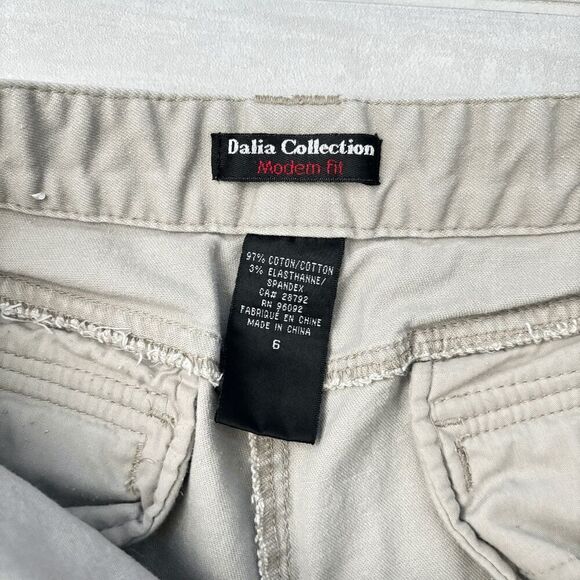 Dalia Collection
Modern Fit
97% COTON/COTTON
3% ELASTHANNE/
SPANDEX
CA# 28792
RN 96092
FABRIQUÉ EN CHINE
MADE IN CHINA
6